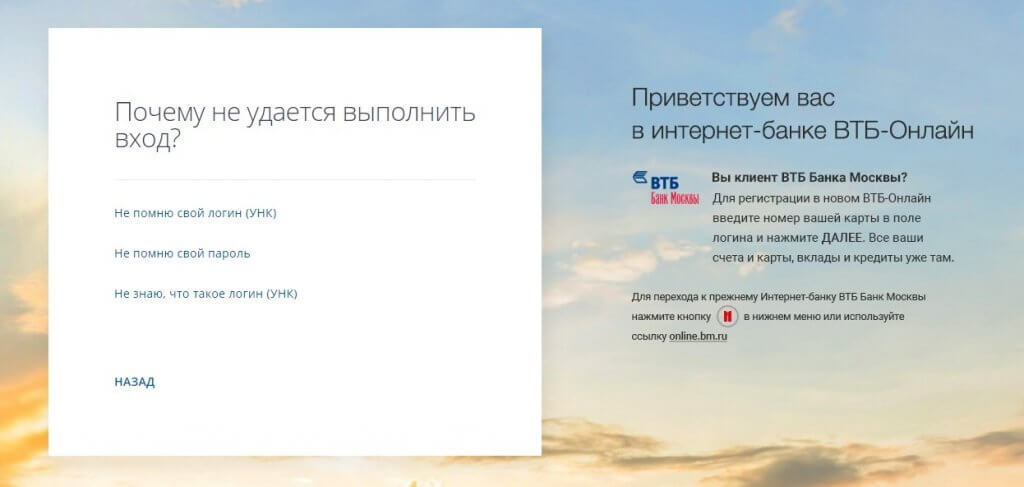 Почему не удается выполнить
вход?
Не помню свой логин (УНК)
Не помню свой пароль
Не знаю, что такое логин (УНК)
НАЗАД
Приветствуем вас
в интернет-банке ВТБ-Онлайн
ВТБ
Банк Москвы
Вы клиент ВТБ Банка Москвы?
Для регистрации в новом ВТБ-Онлайн
введите номер вашей карты в поле
логина и нажмите ДАЛЕЕ. Все ваши
счета и карты, вклады и кредиты уже там.
Для перехода к прежнему Интернет-банку ВТБ Банк Москвы
нажмите кнопку в нижнем меню или используйте
ссылку online.bm.ru